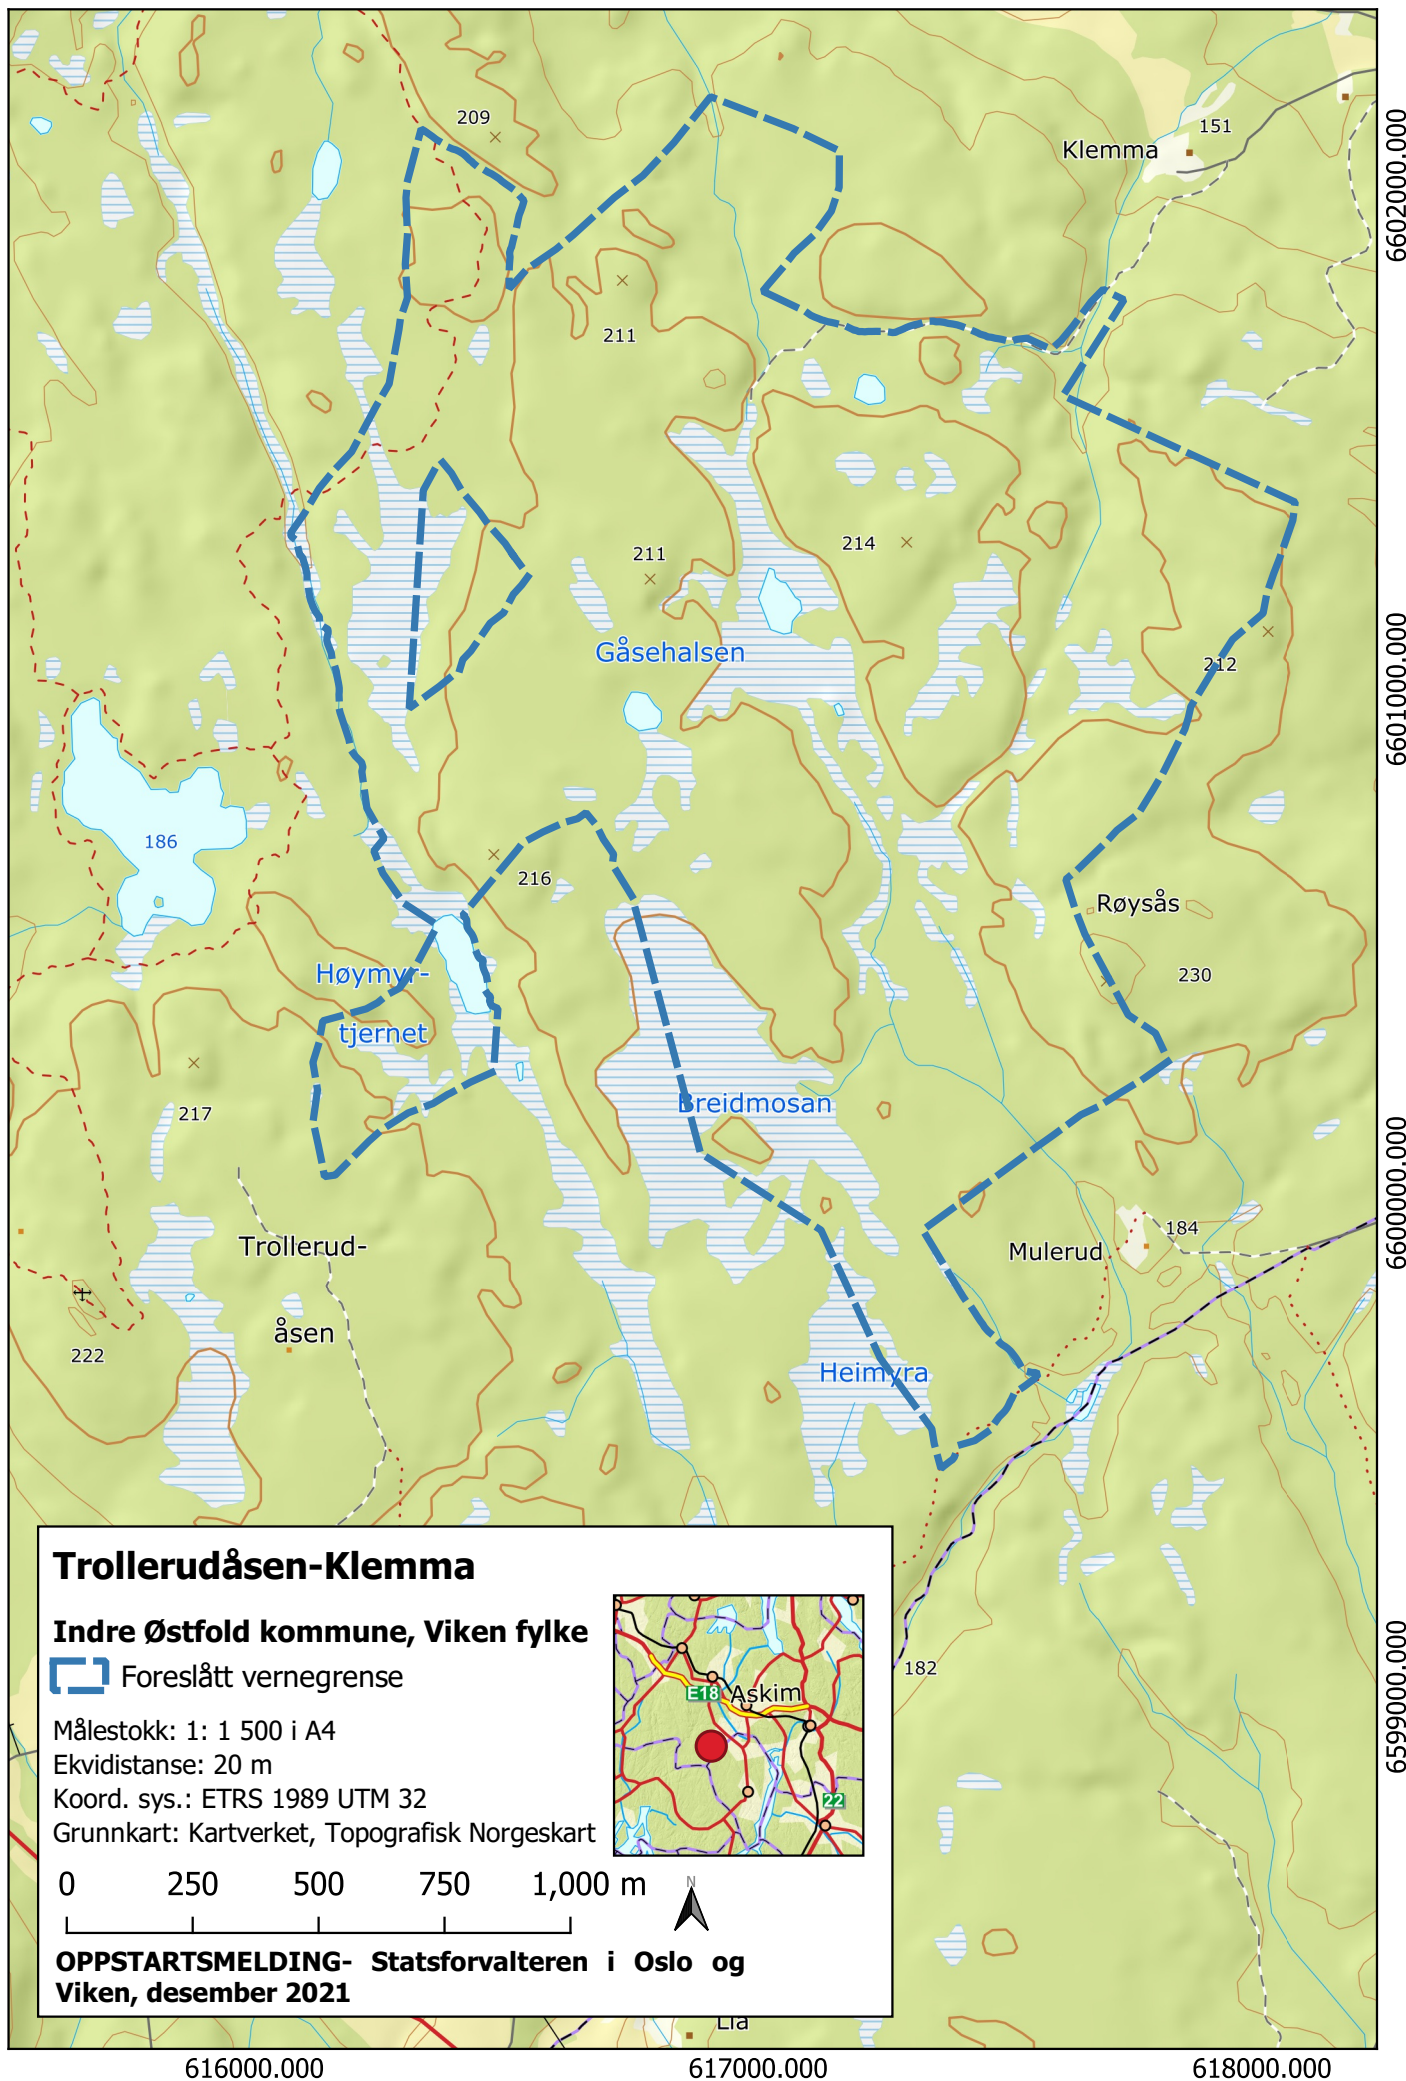 209
151
Klemma
6602000.000
211
211
214
Gåsehalsen
212
6601000.000
186
216
Røysås
Høymyr-
230
tjernet
Breidmosan
217
6600000.000
184
Mulerud
Trollerud-
åsen
222
Heimyra
Trollerudåsen-Klemma
Indre Østfold kommune, Viken fylke
Foreslått vernegrense
Målestokk: 1: 1 500 i A4
Ekvidistanse: 20 m
Koord. sys.: ETRS 1989 UTM 32
Grunnkart: Kartverket, Topografisk Norgeskart
E18
Askim
22
182
6599000.000
0 250 500 750 1,000 m
N
OPPSTARTSMELDING- Statsforvalteren i Oslo og
Viken, desember 2021
Lia
616000.000 617000.000 618000.000